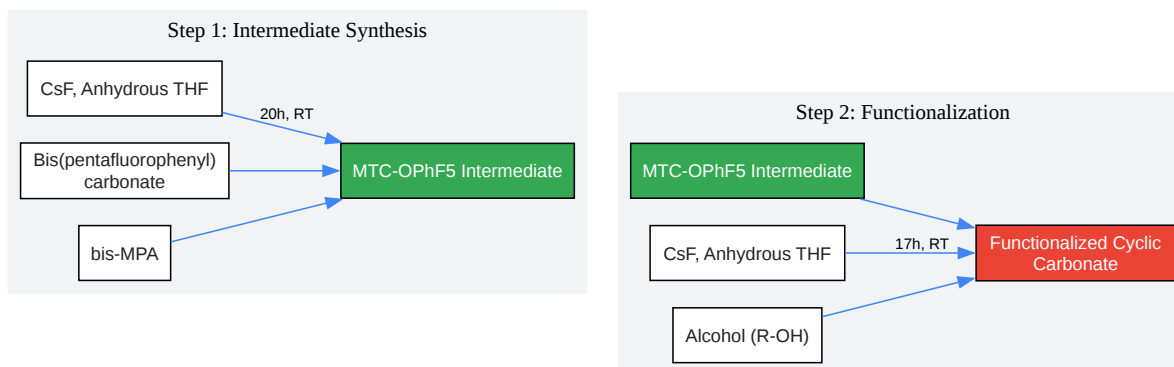 Step 1: Intermediate Synthesis
CsF, Anhydrous THF
20h, RT
Bis(pentafluorophenyl)
carbonate
MTC-OPhF5 Intermediate
bis-MPA
Step 2: Functionalization
MTC-OPhF5 Intermediate
CsF, Anhydrous THF
17h, RT
Functionalized Cyclic
Carbonate
Alcohol (R-OH)